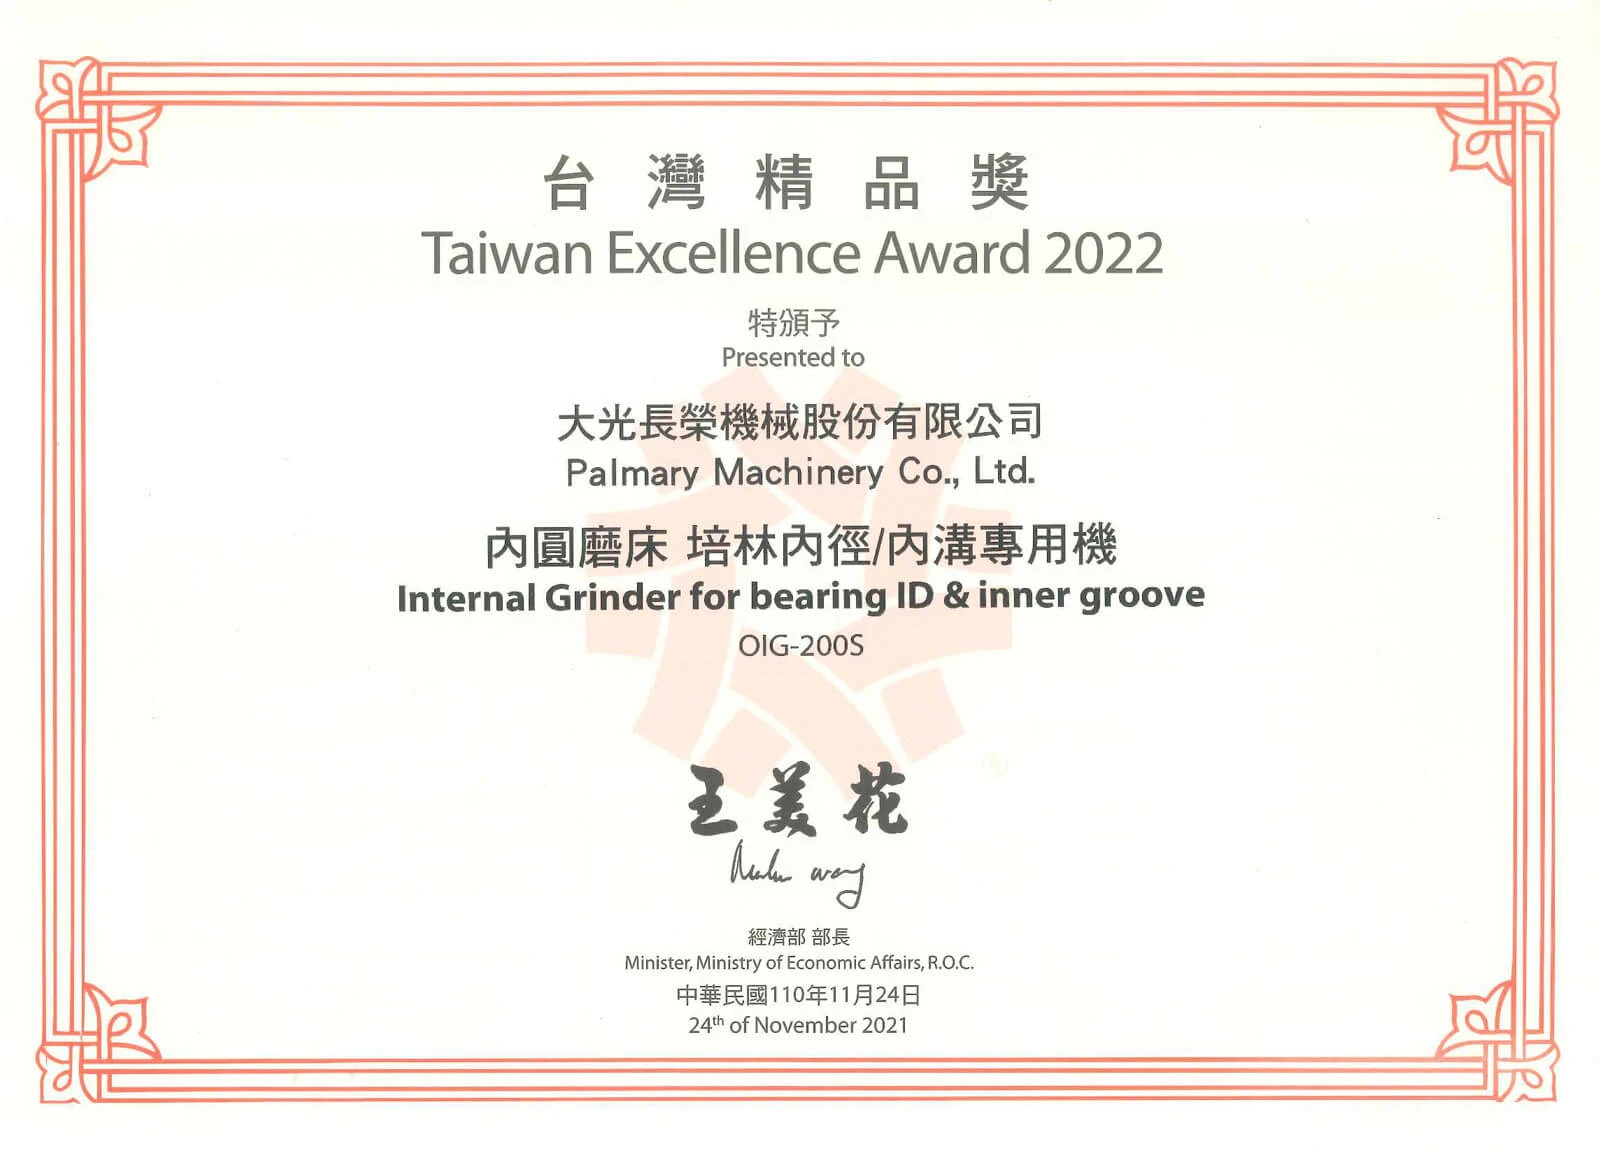 台灣精品獎
Taiwan Excellence Award 2022
特頒予
Presented to
大光長榮機械股份有限公司
Palmary Machinery Co., Ltd.
內圓磨床 培林內徑/內溝專用機
Internal Grinder for bearing ID & inner groove
OIG-200S
王美花
經濟部 部長
Minister, Ministry of Economic Affairs, R.O.C.
中華民國110年11月24日
24th of November 2021